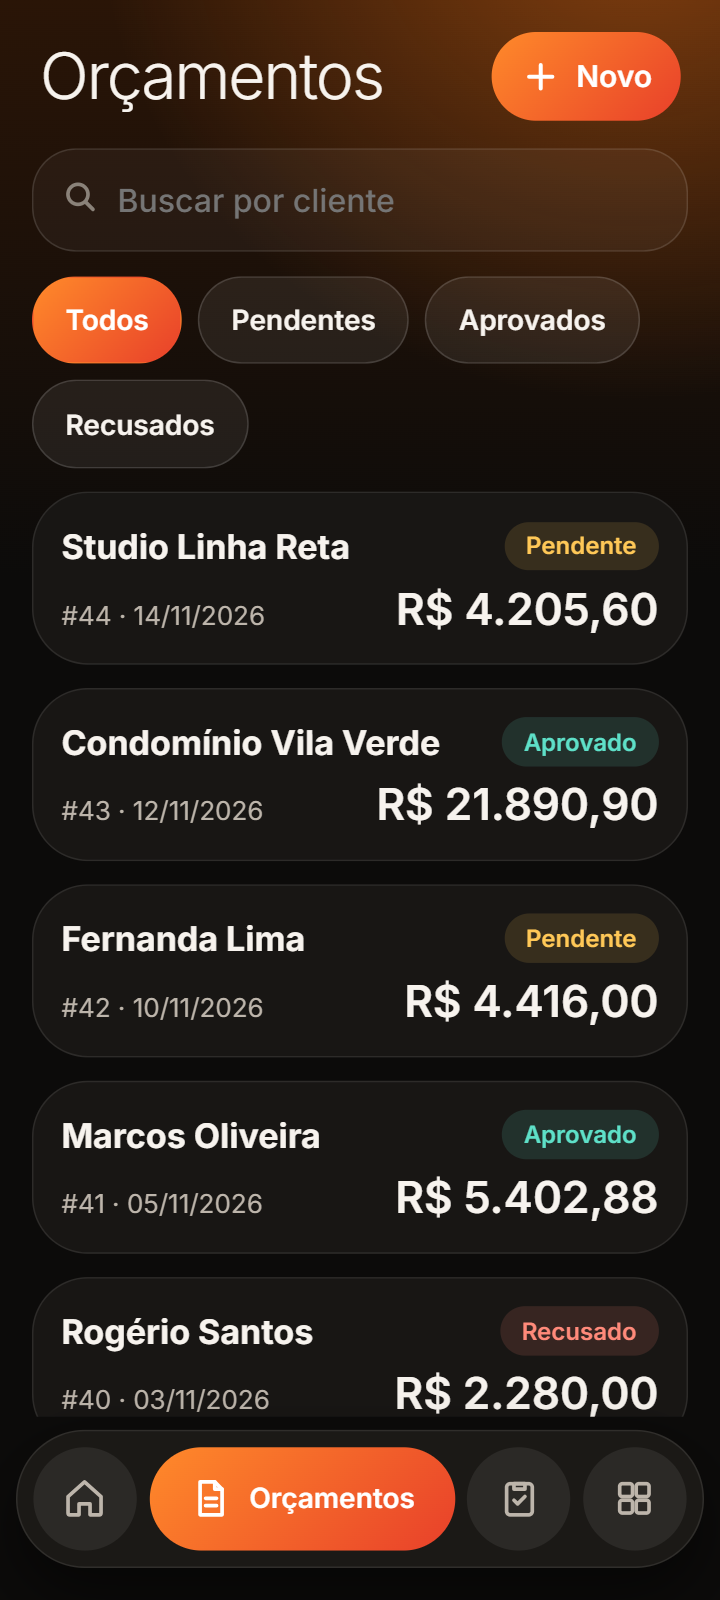 Orçamentos
Novo
Buscar por cliente
Todos
Pendentes
Aprovados
Recusados
Studio Linha Reta
Pendente
#44 · 14/11/2026
R$ 4.205,60
Condomínio Vila Verde
Aprovado
#43 · 12/11/2026
R$ 21.890,90
Fernanda Lima
Pendente
#42 · 10/11/2026
R$ 4.416,00
Marcos Oliveira
Aprovado
#41 · 05/11/2026
R$ 5.402,88
Rogério Santos
Recusado
#40 · 03/11/2026
R$ 2.280,00
Orçamentos